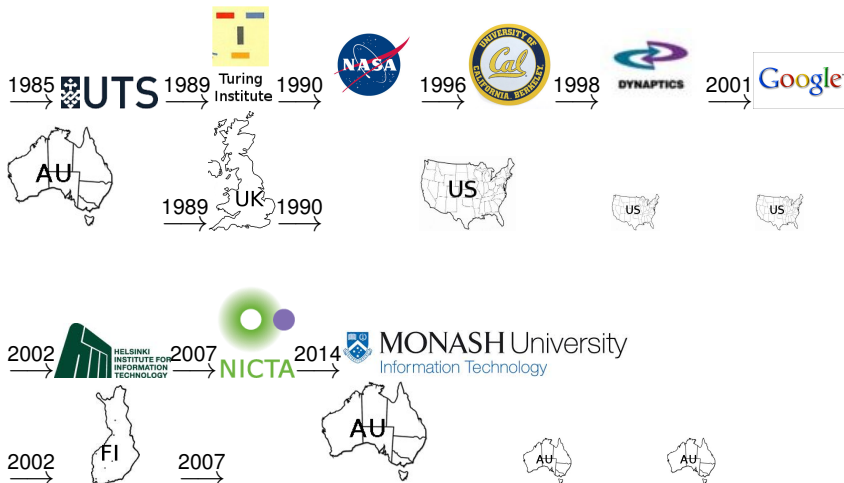 1985
UTS
1989
Turing
Institute
1990
NASA
1996
UNIVERSITY OF
Cal
CALIFORNIA, BERKELEY
1998
DYNAPTICS
2001
Google
AU
1989
UK
1990
US
US
US
2002
HELSINKI
INSTITUTE FOR
INFORMATION
TECHNOLOGY
2007
NICTA
2014
MONASH University
Information Technology
2002
FI
2007
AU
AU
AU